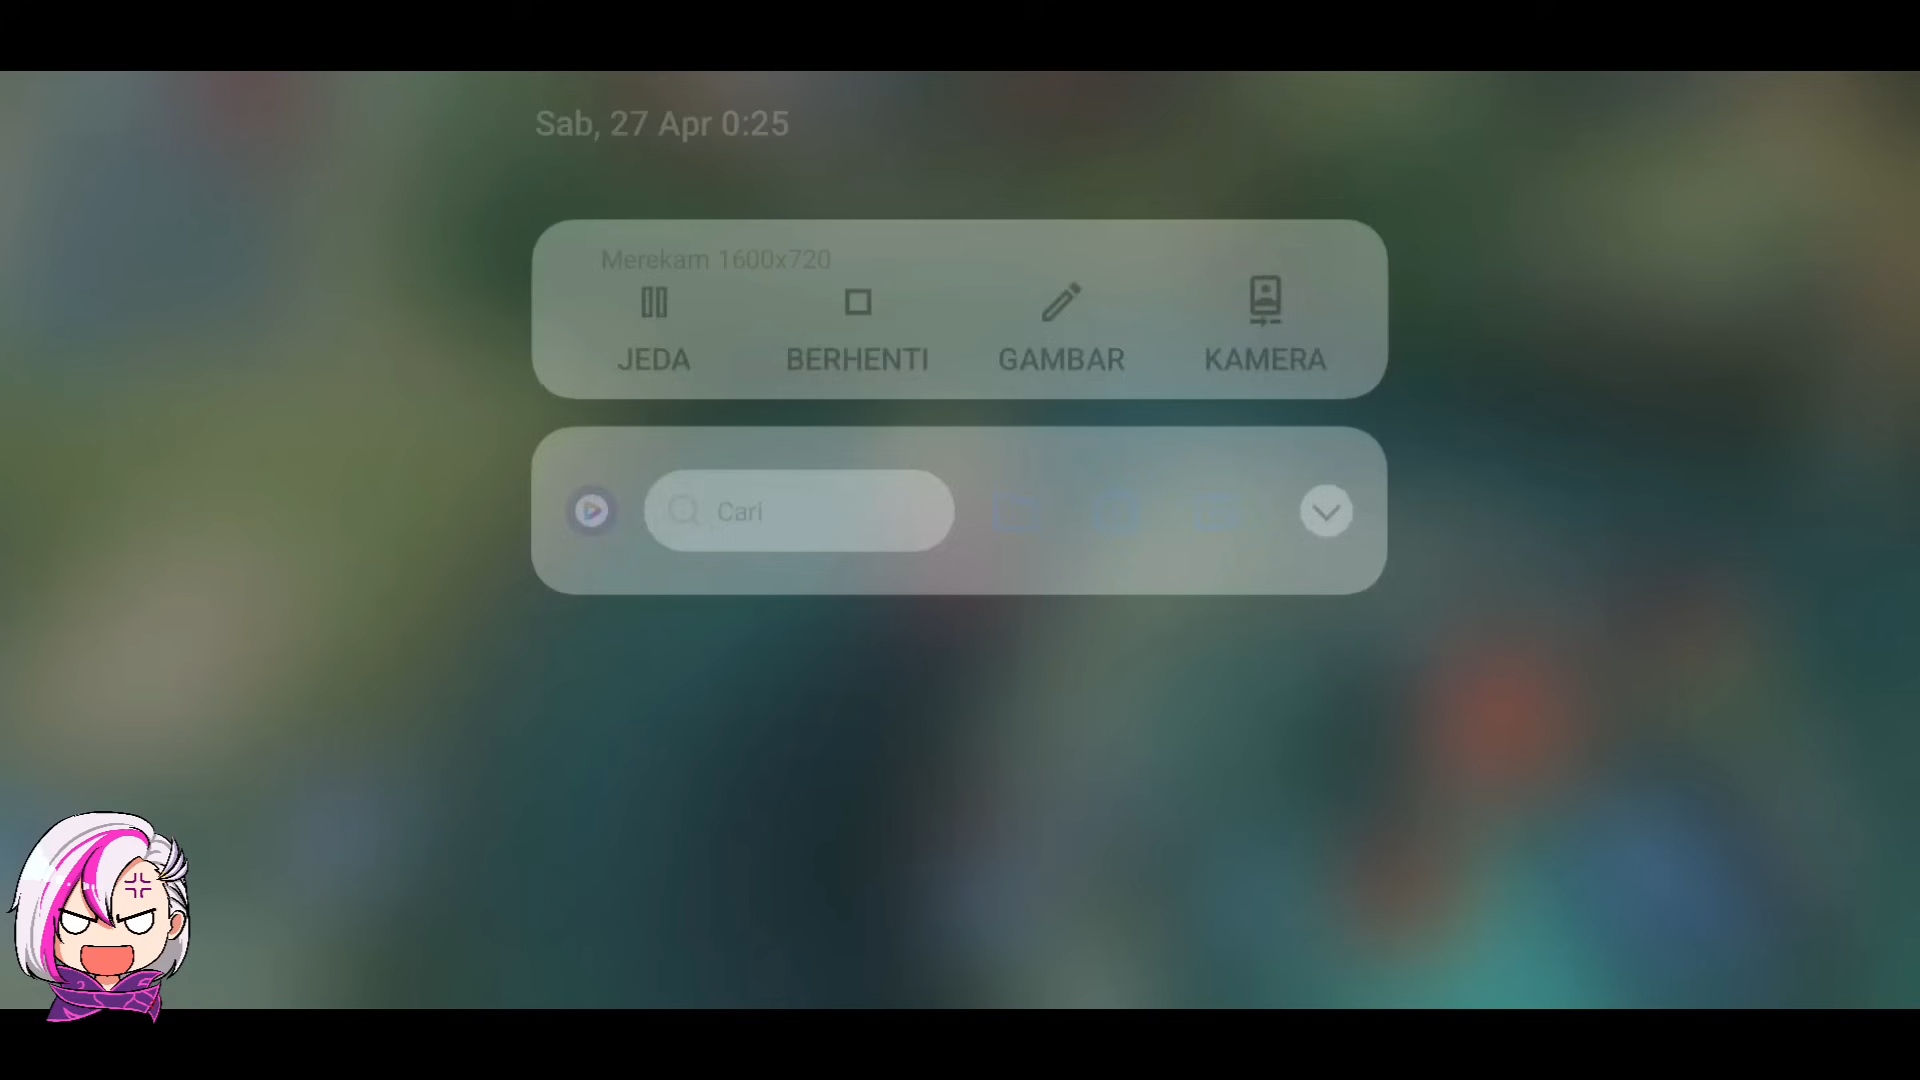 Sab, 27 Apr 0:25
Merekam 1600x720
JEDA BERHENTI GAMBAR KAMERA
Cari